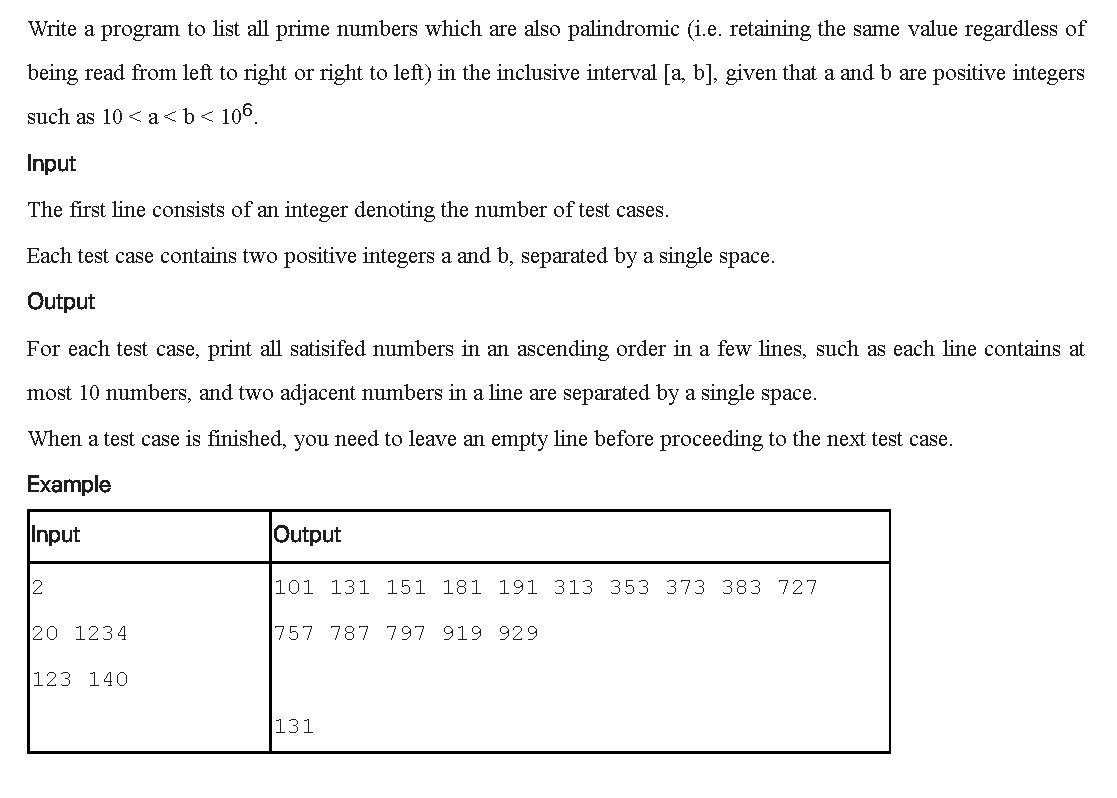 Write a program to list all prime numbers which are also palindromic (i.e. retaining the same value regardless of
being read from left to right or right to left) in the inclusive interval [a, b], given that a and b are positive integers
such as 10 < a < b < 10⁶.
Input
The first line consists of an integer denoting the number of test cases.
Each test case contains two positive integers a and b, separated by a single space.
Output
For each test case, print all satisifed numbers in an ascending order in a few lines, such as each line contains at
most 10 numbers, and two adjacent numbers in a line are separated by a single space.
When a test case is finished, you need to leave an empty line before proceeding to the next test case.
Example
Input Output
2 101 131 151 181 191 313 353 373 383 727
20 1234 757 787 797 919 929
123 140
131